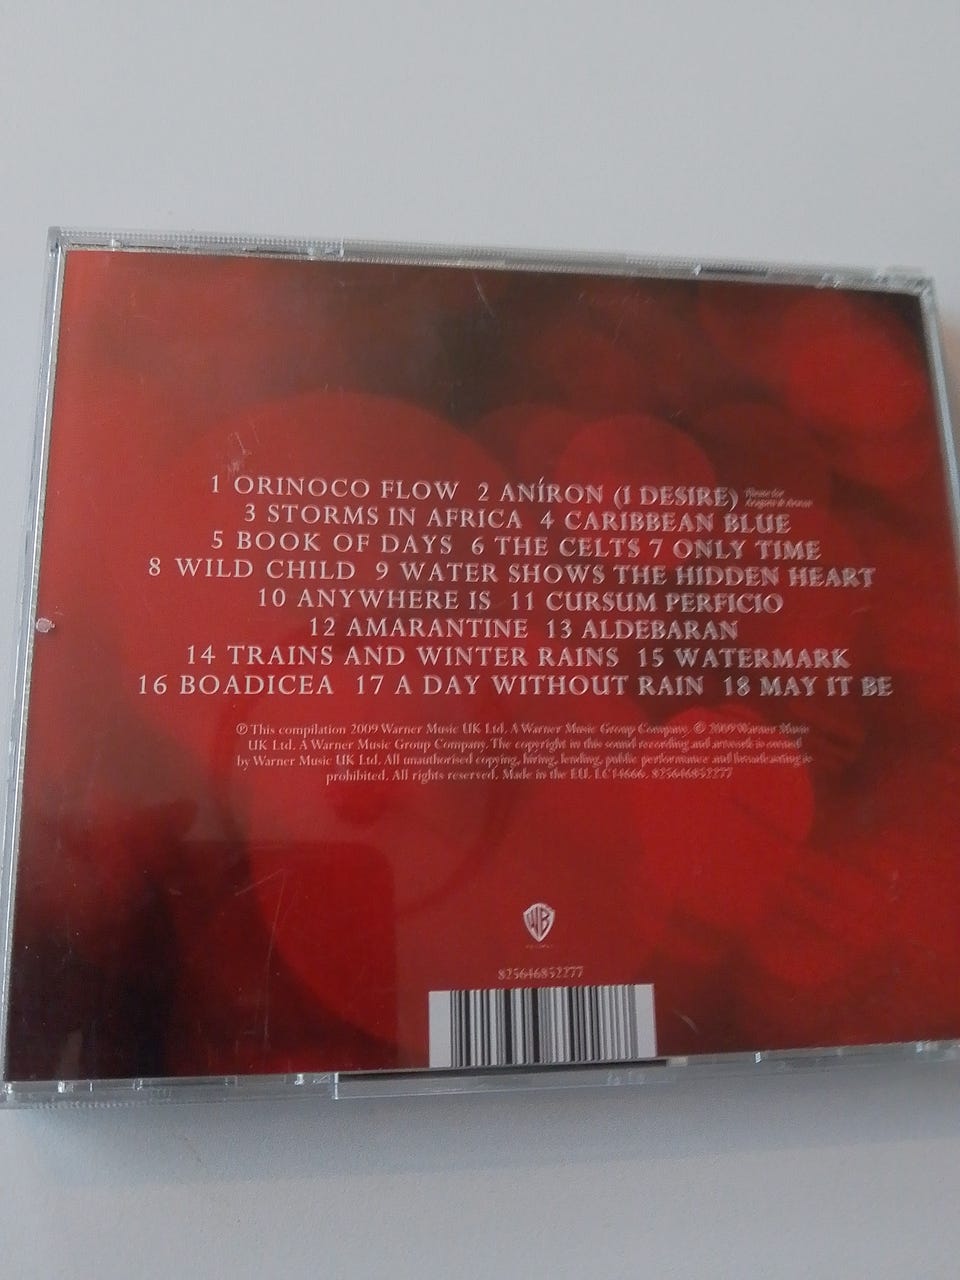 1 ORINOCO FLOW 2 ANÍRON (I DESIRE) Theme for Aragorn & Arwen
3 STORMS IN AFRICA 4 CARIBBEAN BLUE
5 BOOK OF DAYS 6 THE CELTS 7 ONLY TIME
8 WILD CHILD 9 WATER SHOWS THE HIDDEN HEART
10 ANYWHERE IS 11 CURSUM PERFICIO
12 AMARANTINE 13 ALDEBARAN
14 TRAINS AND WINTER RAINS 15 WATERMARK
16 BOADICEA 17 A DAY WITHOUT RAIN 18 MAY IT BE
℗ This compilation 2009 Warner Music UK Ltd. A Warner Music Group Company. © 2009 Warner Music
UK Ltd. A Warner Music Group Company. The copyright in this sound recording and artwork is owned
by Warner Music UK Ltd. All unauthorised copying, hiring, lending, public performance and broadcasting is
prohibited. All rights reserved. Made in the EU. LC14666. 825646852277
WB
825646852277